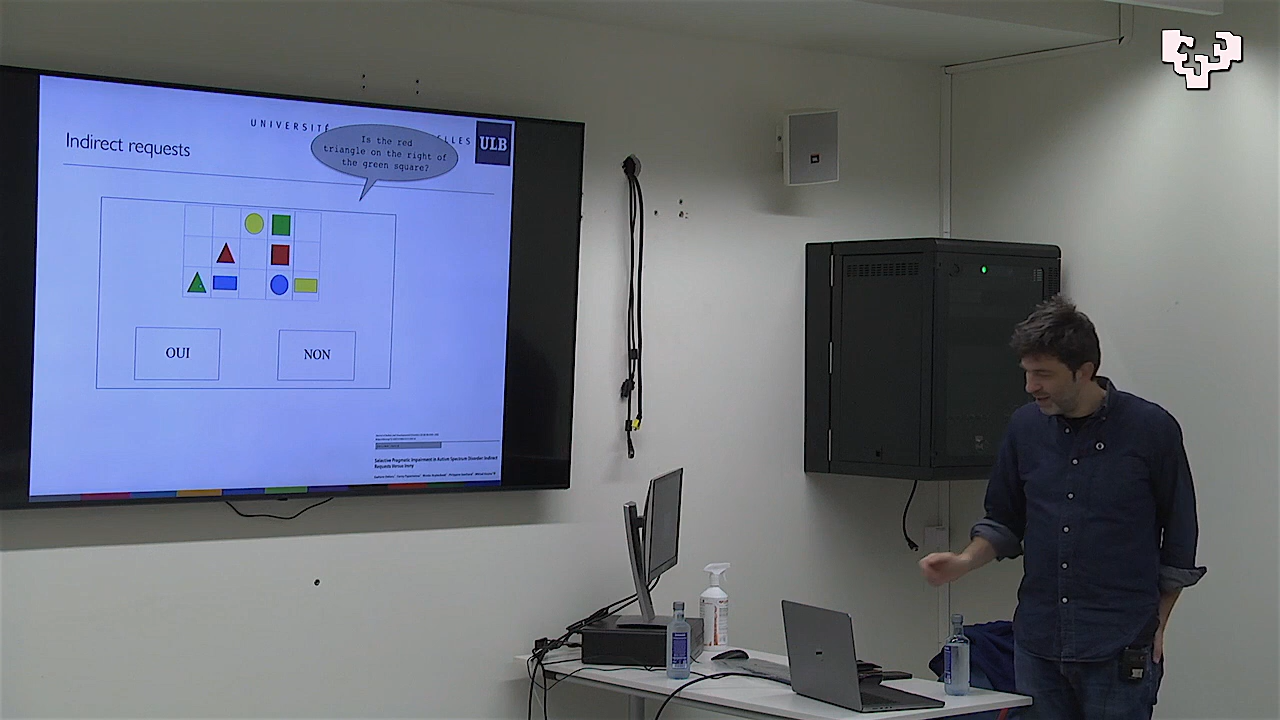 UNIVERSITÉ
LLES
ULB
Indirect requests
Is the red
triangle on the right of
the green square?
OUI
NON
Selective Pragmatic Impairment in Autism Spectrum Disorder: Indirect
Requests Versus Irony